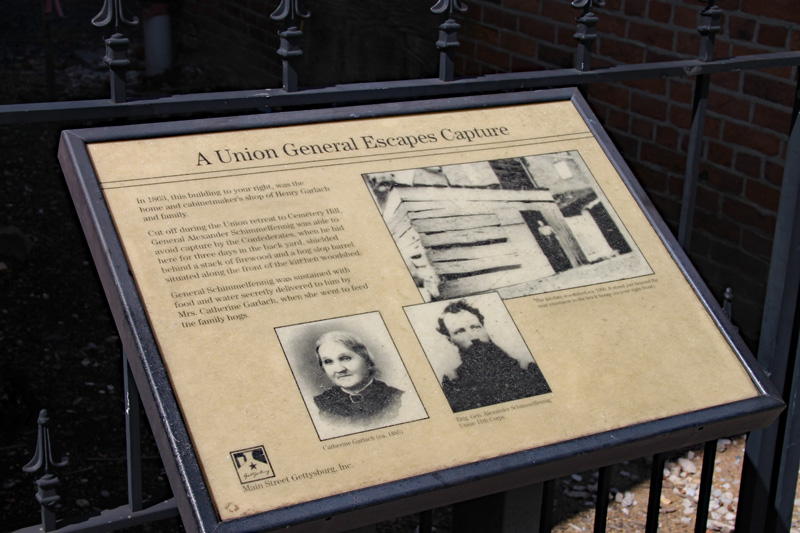 A Union General Escapes Capture
In 1863, this building to your right, was the
home and cabinetmaker's shop of Henry Garlach
and family.
Cut off during the Union retreat to Cemetery Hill,
General Alexander Schimmelfennig was able to
avoid capture by the Confederates, when he hid
here for three days in the back yard, shielded
behind a stack of firewood and a hog slop barrel
situated along the front of the kitchen woodshed.
General Schimmelfennig was sustained with
food and water secretly delivered to him by
Mrs. Catherine Garlach, when she went to feed
the family hogs.
Catherine Garlach (ca. 1885)
Brig. Gen. Alexander Schimmelfennig
Union 11th Corps
Gettysburg
Main Street Gettysburg, Inc.